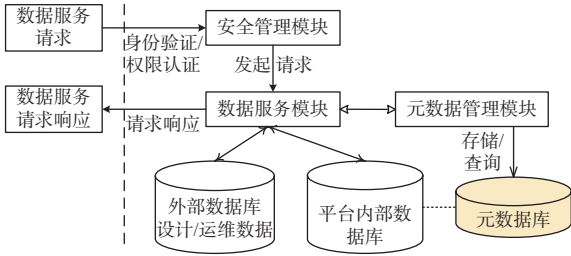 数据服务
请求
身份验证/
权限认证
安全管理模块
发起 请求
数据服务
请求响应
请求响应
数据服务模块
元数据管理模块
存储/
查询
外部数据库
设计/运维数据
平台内部数
据库
元数据库